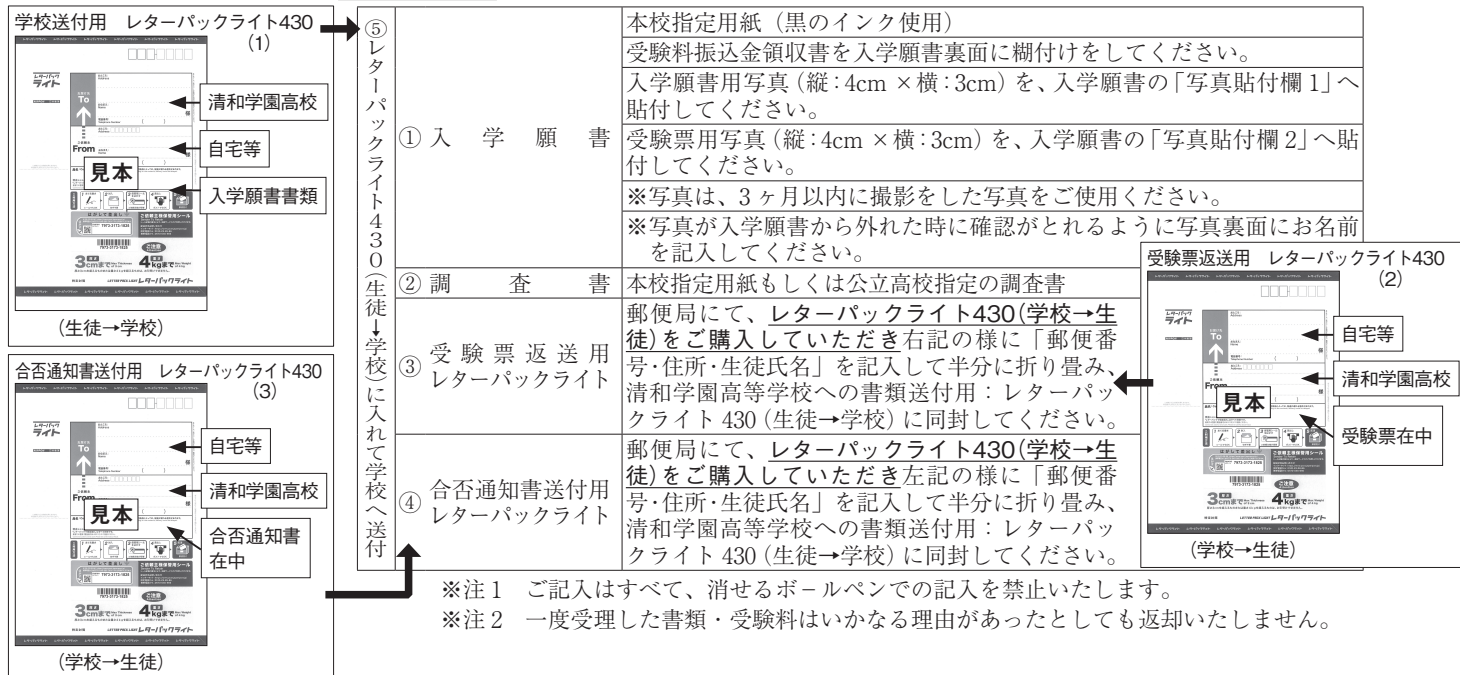 学校送付用 レターパックライト430
(1)
清和学園高校
自宅等
見本
入学願書書類
(生徒→学校)
合否通知書送付用 レターパックライト430
(3)
自宅等
清和学園高校
見本
合否通知書
在中
(学校→生徒)
⑤レターパックライト430(生徒→学校)に入れて学校へ送付
① 入学願書
本校指定用紙(黒のインク使用)
受験料振込金領収書を入学願書裏面に糊付けをしてください。
入学願書用写真(縦:4cm ×横:3cm)を、入学願書の「写真貼付欄1」へ
貼付してください。
受験票用写真(縦:4cm ×横:3cm)を、入学願書の「写真貼付欄2」へ貼
付してください。
※写真は、3ヶ月以内に撮影をした写真をご使用ください。
※写真が入学願書から外れた時に確認がとれるように写真裏面にお名前
を記入してください。
② 調査書
本校指定用紙もしくは公立高校指定の調査書
③ 受験票返送用
レターパックライト
郵便局にて、レターパックライト430(学校→生
徒)をご購入していただき右記の様に「郵便番
号・住所・生徒氏名」を記入して半分に折り畳み、
清和学園高等学校への書類送付用:レターパッ
クライト430(生徒→学校)に同封してください。
④ 合否通知書送付用
レターパックライト
郵便局にて、レターパックライト430(学校→生
徒)をご購入していただき左記の様に「郵便番
号・住所・生徒氏名」を記入して半分に折り畳み、
清和学園高等学校への書類送付用:レターパッ
クライト430(生徒→学校)に同封してください。
受験票返送用 レターパックライト430
(2)
自宅等
清和学園高校
見本
受験票在中
(学校→生徒)
※注1 ご記入はすべて、消せるボールペンでの記入を禁止いたします。
※注2 一度受理した書類・受験料はいかなる理由があったとしても返却いたしません。